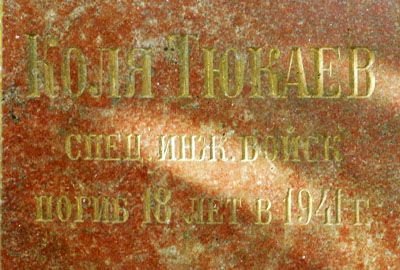 Коля Тюкаев
спец инж.войск
погиб 18 лет в 1941 г.